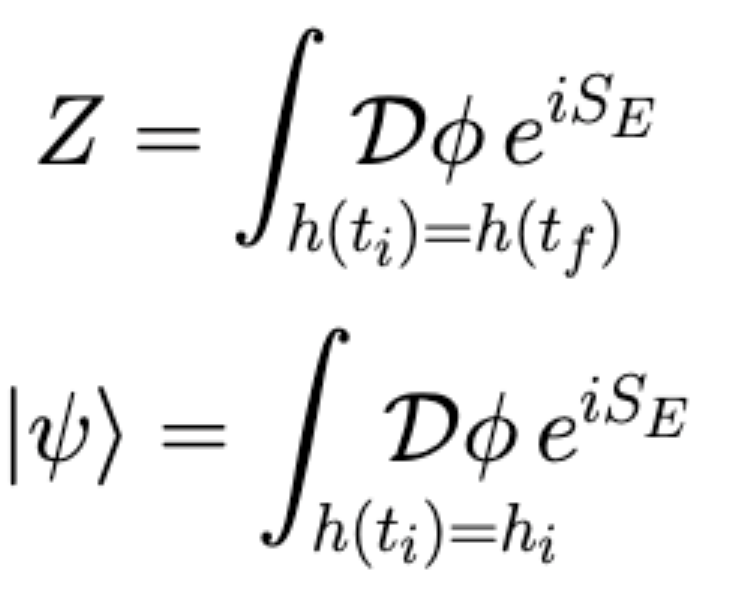 Z = ∫_{h(t_i)=h(t_f)} 𝒟ϕ e^{iS_E}
|ψ⟩ = ∫_{h(t_i)=h_i} 𝒟ϕ e^{iS_E}